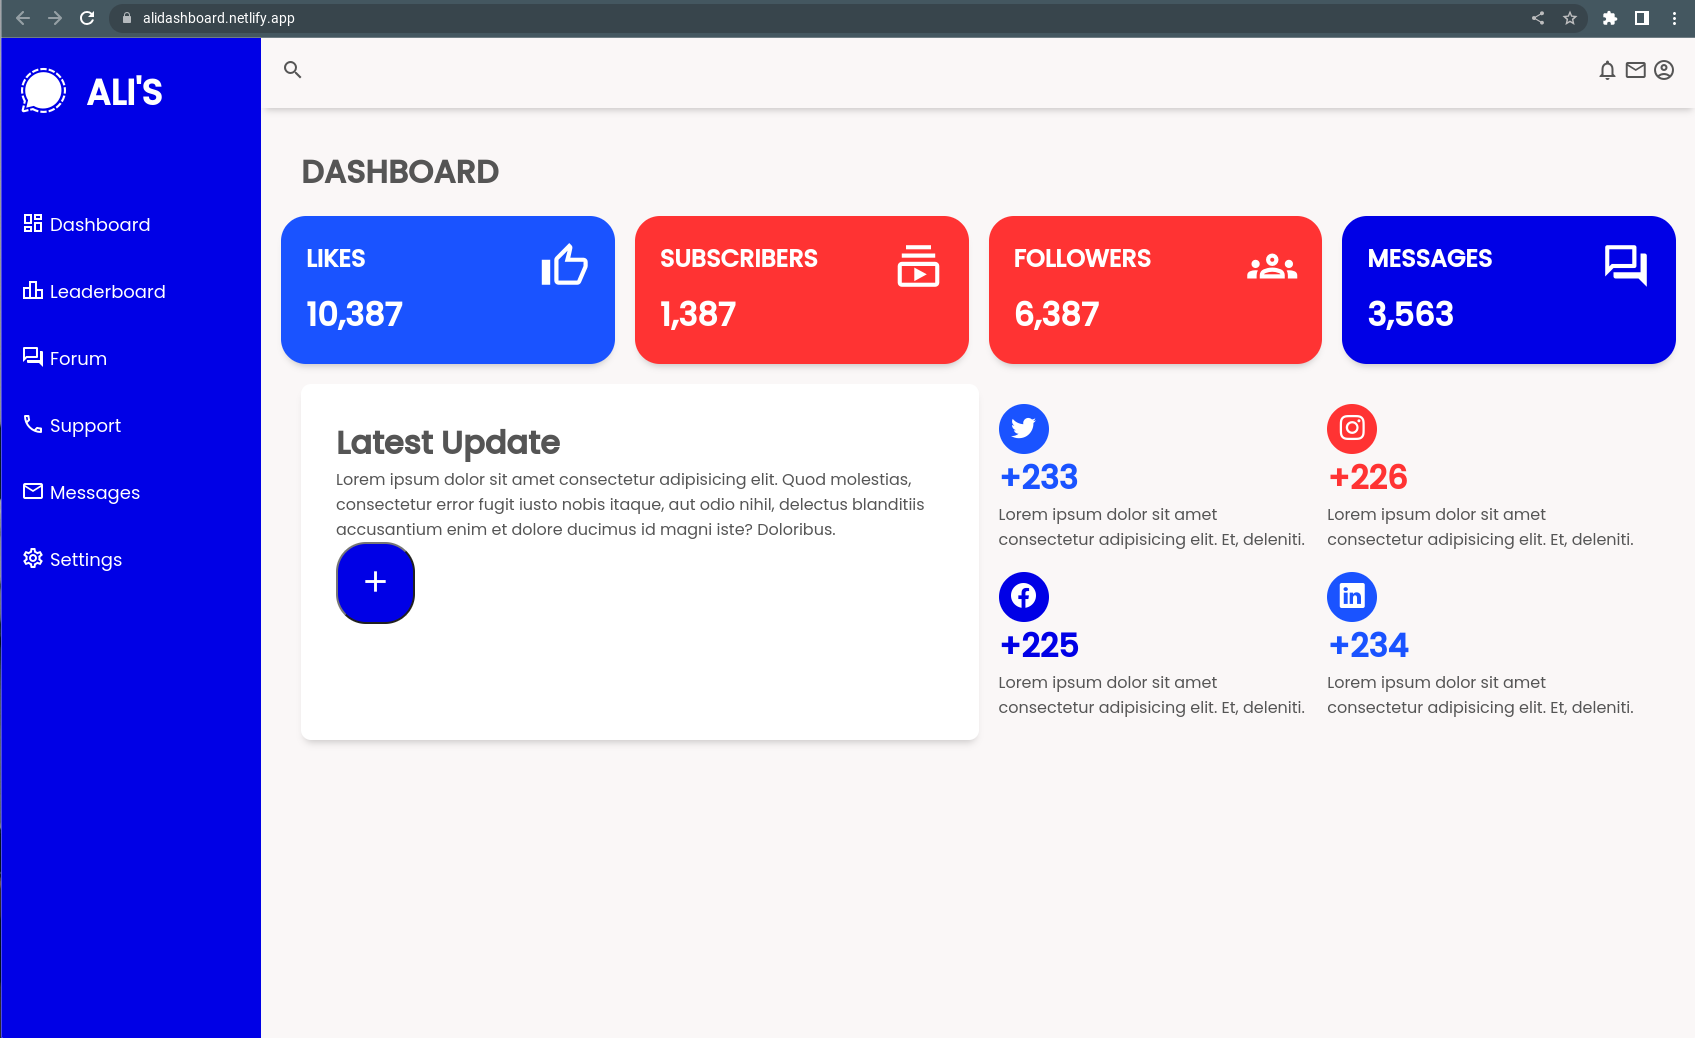 alidashboard.netlify.app
ALI'S
Dashboard
Leaderboard
Forum
Support
Messages
Settings
DASHBOARD
LIKES
10,387
SUBSCRIBERS
1,387
FOLLOWERS
6,387
MESSAGES
3,563
Latest Update
Lorem ipsum dolor sit amet consectetur adipisicing elit. Quod molestias,
consectetur error fugit iusto nobis itaque, aut odio nihil, delectus blanditiis
accusantium enim et dolore ducimus id magni iste? Doloribus.
+233
Lorem ipsum dolor sit amet
consectetur adipisicing elit. Et, deleniti.
+226
Lorem ipsum dolor sit amet
consectetur adipisicing elit. Et, deleniti.
+225
Lorem ipsum dolor sit amet
consectetur adipisicing elit. Et, deleniti.
+234
Lorem ipsum dolor sit amet
consectetur adipisicing elit. Et, deleniti.